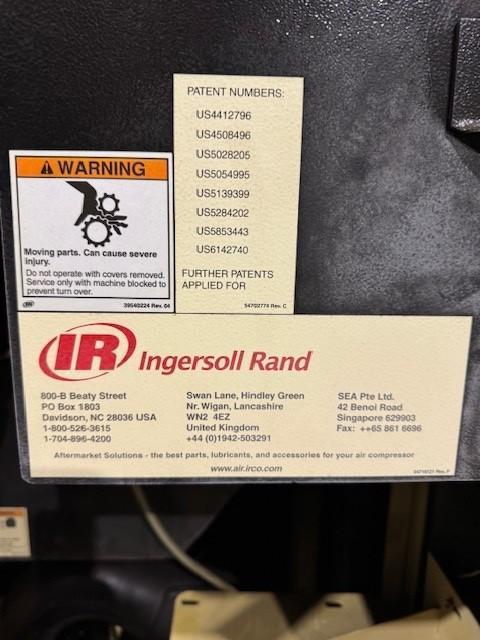 PATENT NUMBERS:
US4412796
US4508496
US5028205
US5054995
US5139399
US5284202
US5853443
US6142740
FURTHER PATENTS
APPLIED FOR
54702774 Rev. C
WARNING
Moving parts. Can cause severe
injury.
Do not operate with covers removed.
Service only with machine blocked to
prevent turn over.
IR
39540224 Rev. 04
IR Ingersoll Rand
800-B Beaty Street
PO Box 1803
Davidson, NC 28036 USA
1-800-526-3615
1-704-896-4200
Swan Lane, Hindley Green
Nr. Wigan, Lancashire
WN2 4EZ
United Kingdom
+44 (0)1942-503291
SEA Pte Ltd.
42 Benoi Road
Singapore 629903
Fax: ++65 861 6696
Aftermarket Solutions - the best parts, lubricants, and accessories for your air compressor
www.air.irco.com